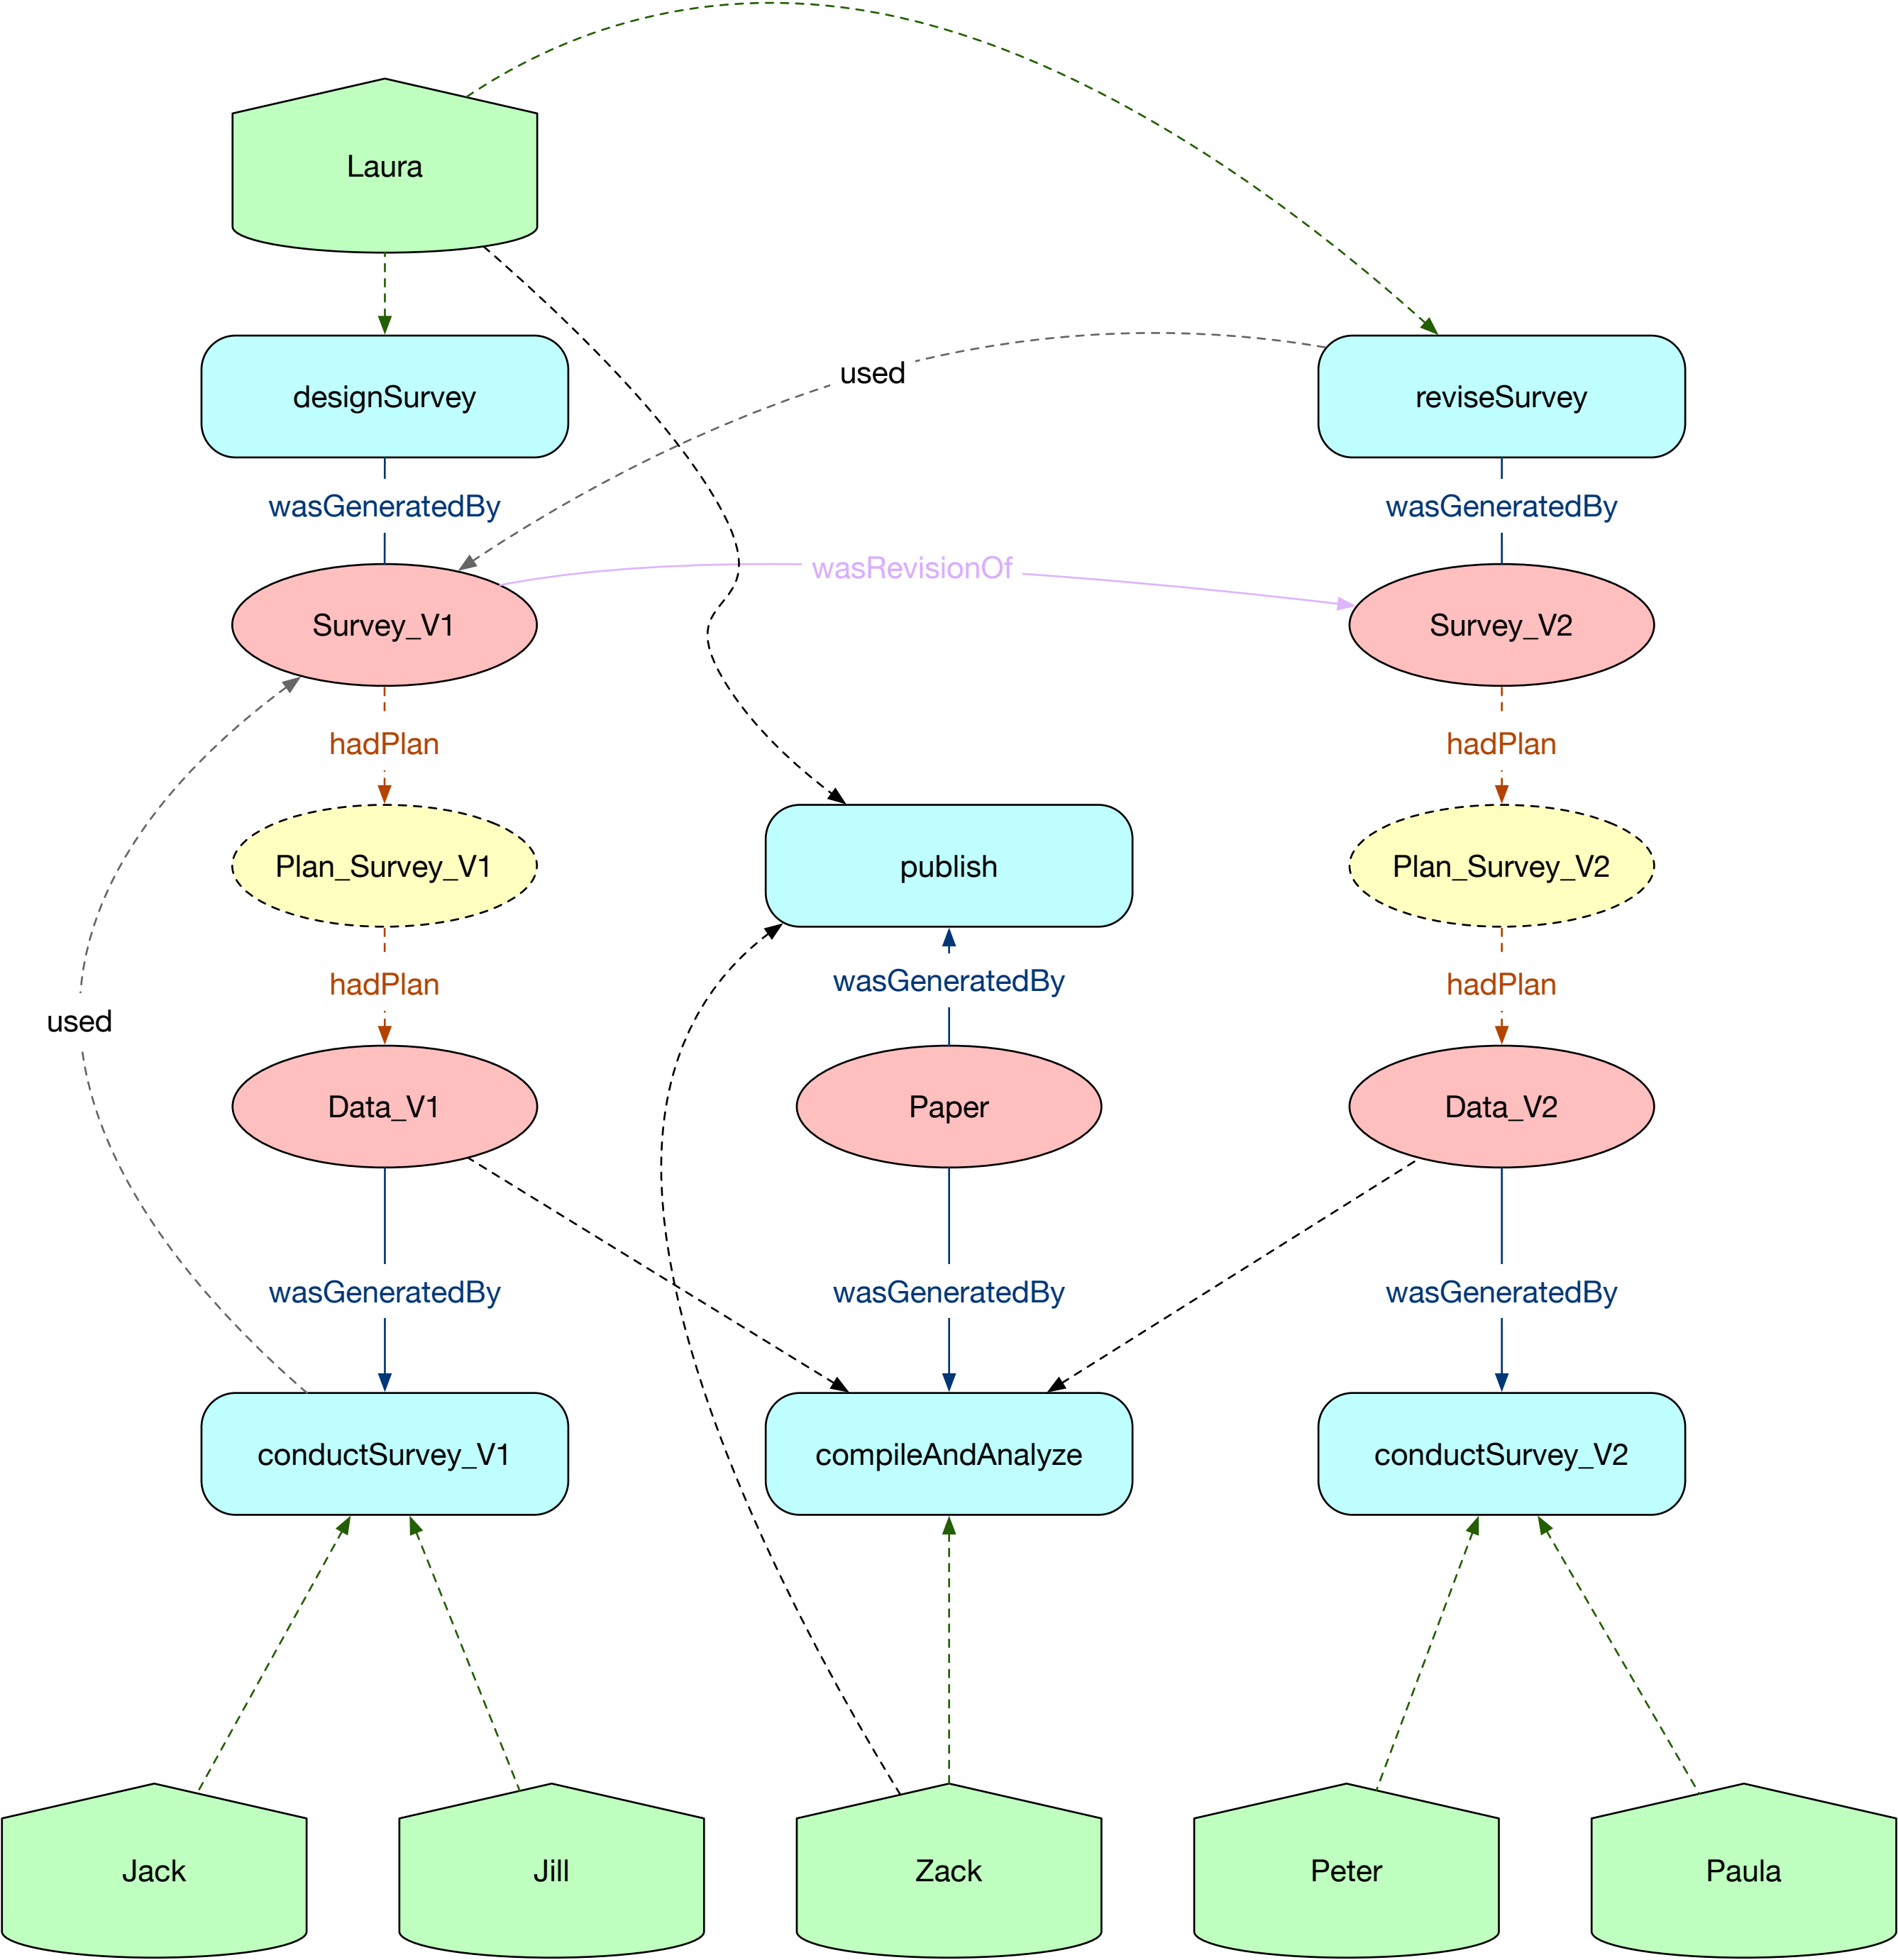 Laura
used
designSurvey
reviseSurvey
wasGeneratedBy
wasGeneratedBy
wasRevisionOf
Survey_V1
Survey_V2
hadPlan
hadPlan
Plan_Survey_V1
publish
Plan_Survey_V2
hadPlan
wasGeneratedBy
hadPlan
used
Data_V1
Paper
Data_V2
wasGeneratedBy
wasGeneratedBy
wasGeneratedBy
conductSurvey_V1
compileAndAnalyze
conductSurvey_V2
Jack
Jill
Zack
Peter
Paula